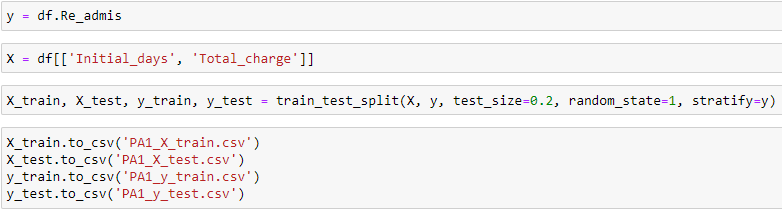 y = df.Re_admis
X = df[['Initial_days', 'Total_charge']]
X_train, X_test, y_train, y_test = train_test_split(X, y, test_size=0.2, random_state=1, stratify=y)
X_train.to_csv('PA1_X_train.csv')
X_test.to_csv('PA1_X_test.csv')
y_train.to_csv('PA1_y_train.csv')
y_test.to_csv('PA1_y_test.csv')